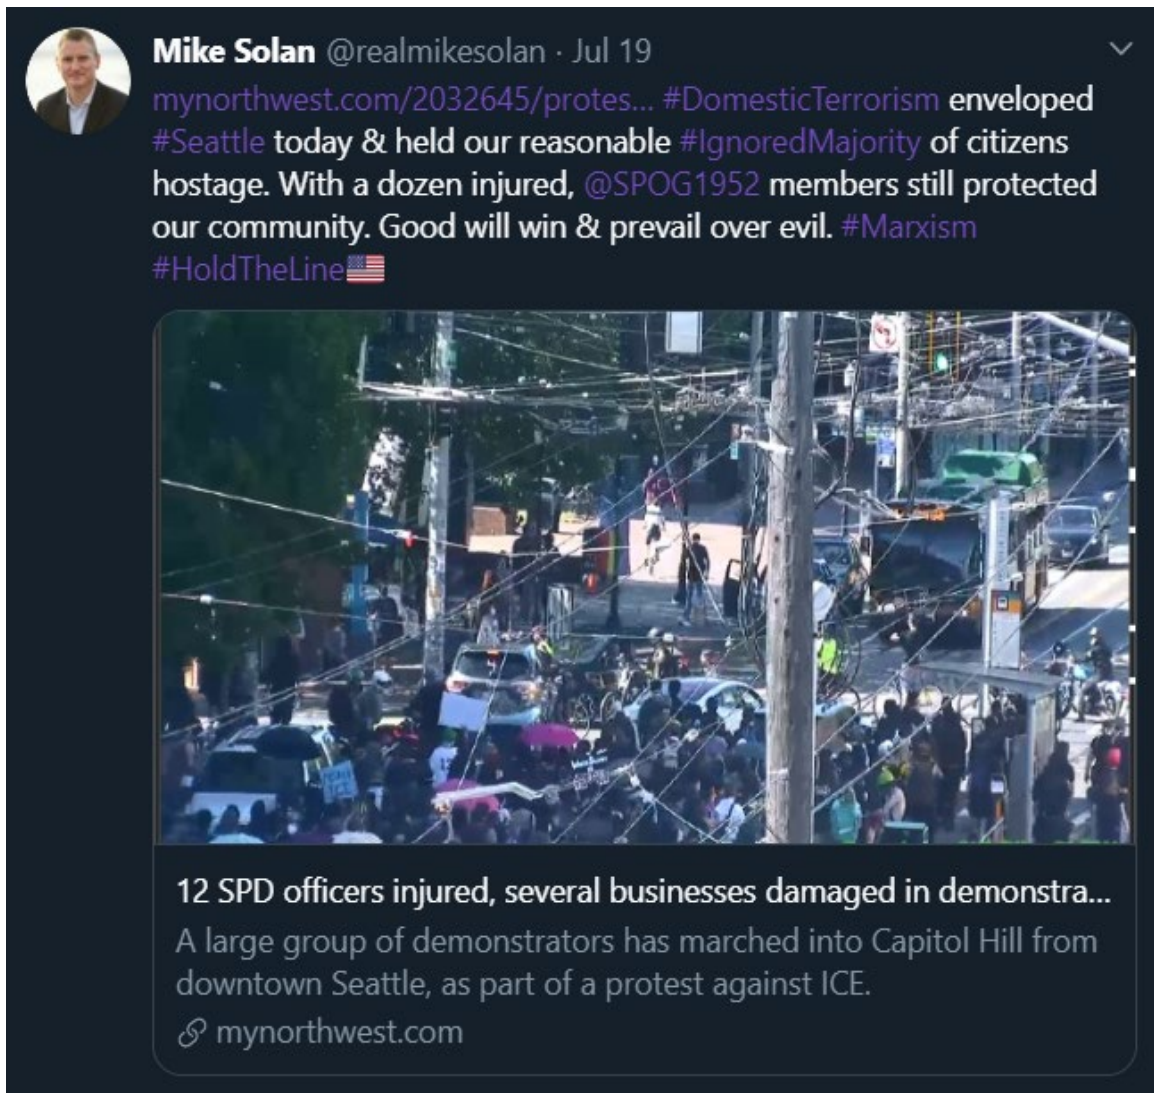 Mike Solan @realmikesolan · Jul 19
mynorthwest.com/2032645/protes... #DomesticTerrorism enveloped
#Seattle today & held our reasonable #IgnoredMajority of citizens
hostage. With a dozen injured, @SPOG1952 members still protected
our community. Good will win & prevail over evil. #Marxism
#HoldTheLine🇺🇸
ICE
12 SPD officers injured, several businesses damaged in demonstra...
A large group of demonstrators has marched into Capitol Hill from
downtown Seattle, as part of a protest against ICE.
mynorthwest.com